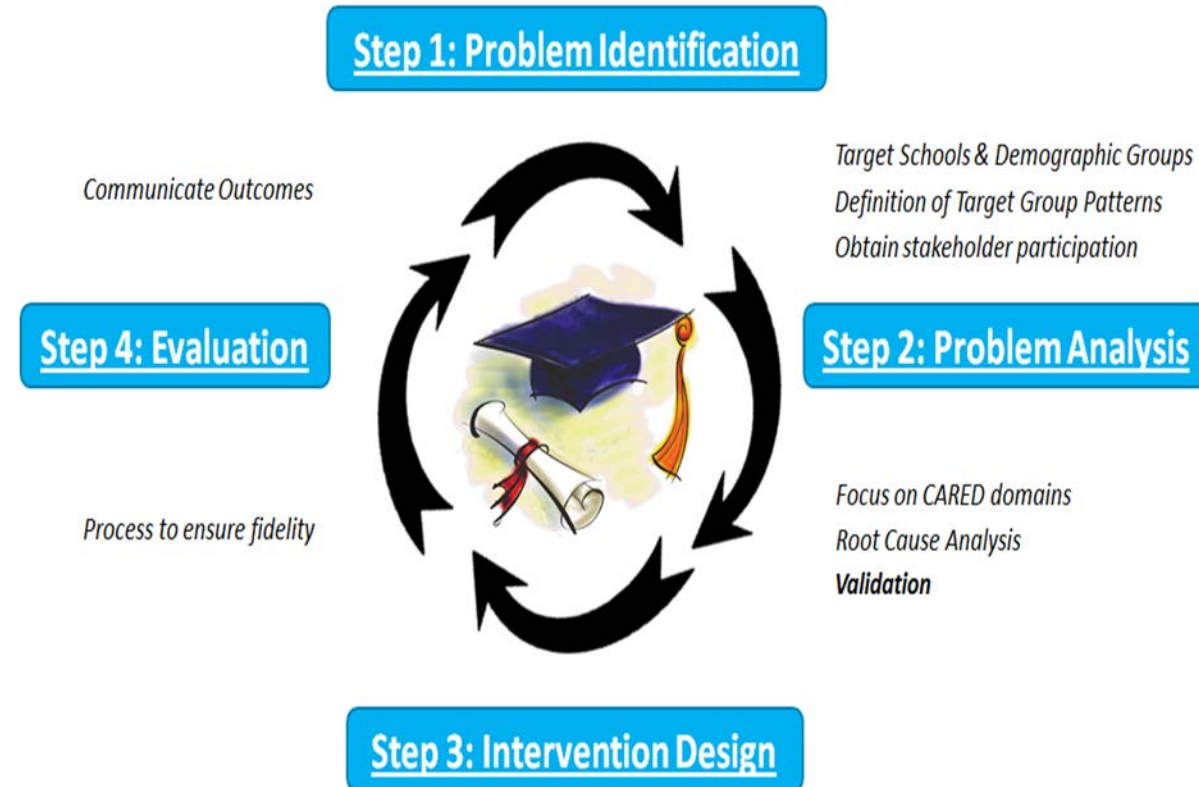 Step 1: Problem Identification
Target Schools & Demographic Groups
Definition of Target Group Patterns
Obtain stakeholder participation
Step 2: Problem Analysis
Focus on CARED domains
Root Cause Analysis
Validation
Step 3: Intervention Design
Process to ensure fidelity
Step 4: Evaluation
Communicate Outcomes